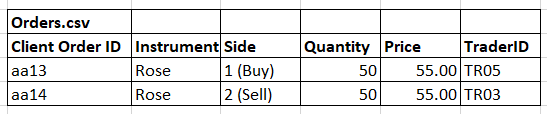 Orders.csv
Client Order ID Instrument Side Quantity Price TraderID
aa13 Rose 1 (Buy) 50 55.00 TR05
aa14 Rose 2 (Sell) 50 55.00 TR03